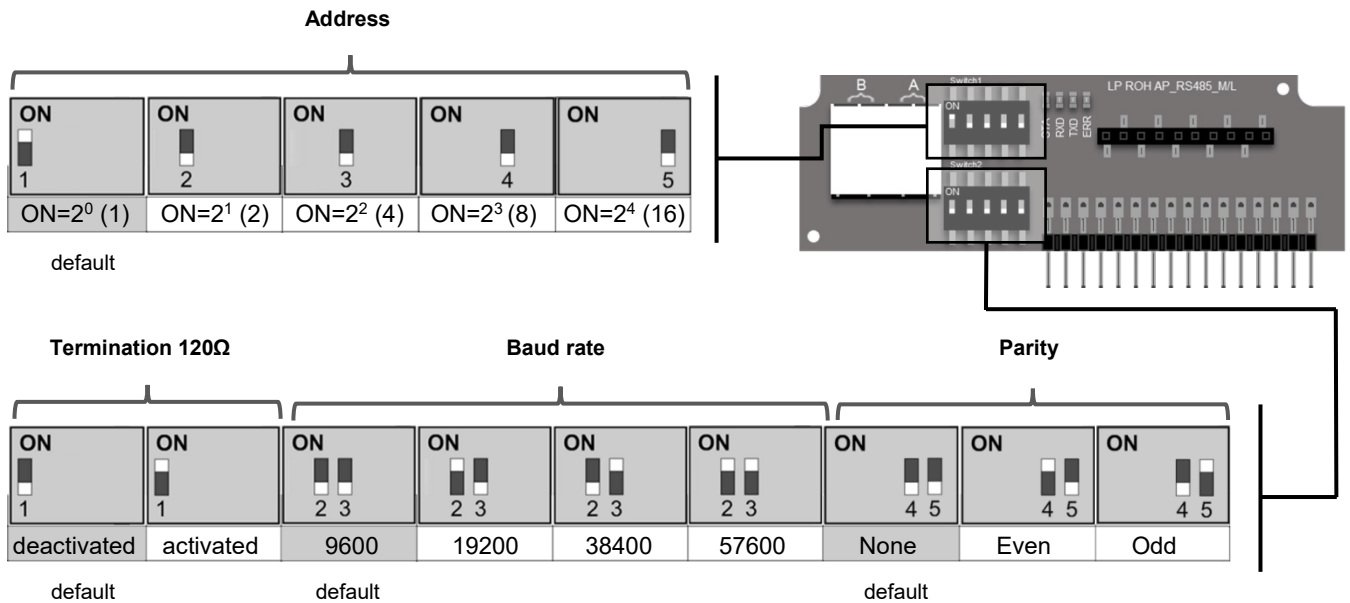 Address
ON ON ON ON ON
1 2 3 4 5
ON=2⁰ (1) ON=2¹ (2) ON=2² (4) ON=2³ (8) ON=2⁴ (16)
default
B A Switch1 LP ROH AP_RS485_M/L
ON
RXD TXD ERR
Switch2
ON
Termination 120Ω Baud rate Parity
ON ON ON ON ON ON ON ON ON
1 1 2 3 2 3 2 3 2 3 4 5 4 5 4 5
deactivated activated 9600 19200 38400 57600 None Even Odd
default default default